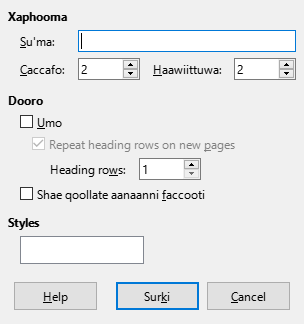 Xaphooma
Su'ma:
Caccafo: 2 Haawiittuwa: 2
Dooro
Umo
Repeat heading rows on new pages
Heading rows: 1
Shae qoollate aanaanni faccooti
Styles
Help Surki Cancel